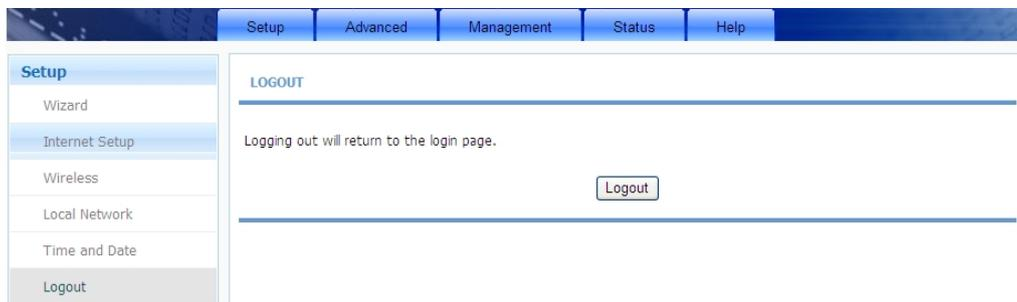 Setup Advanced Management Status Help
Setup
Wizard
Internet Setup
Wireless
Local Network
Time and Date
Logout
LOGOUT
Logging out will return to the login page.
Logout